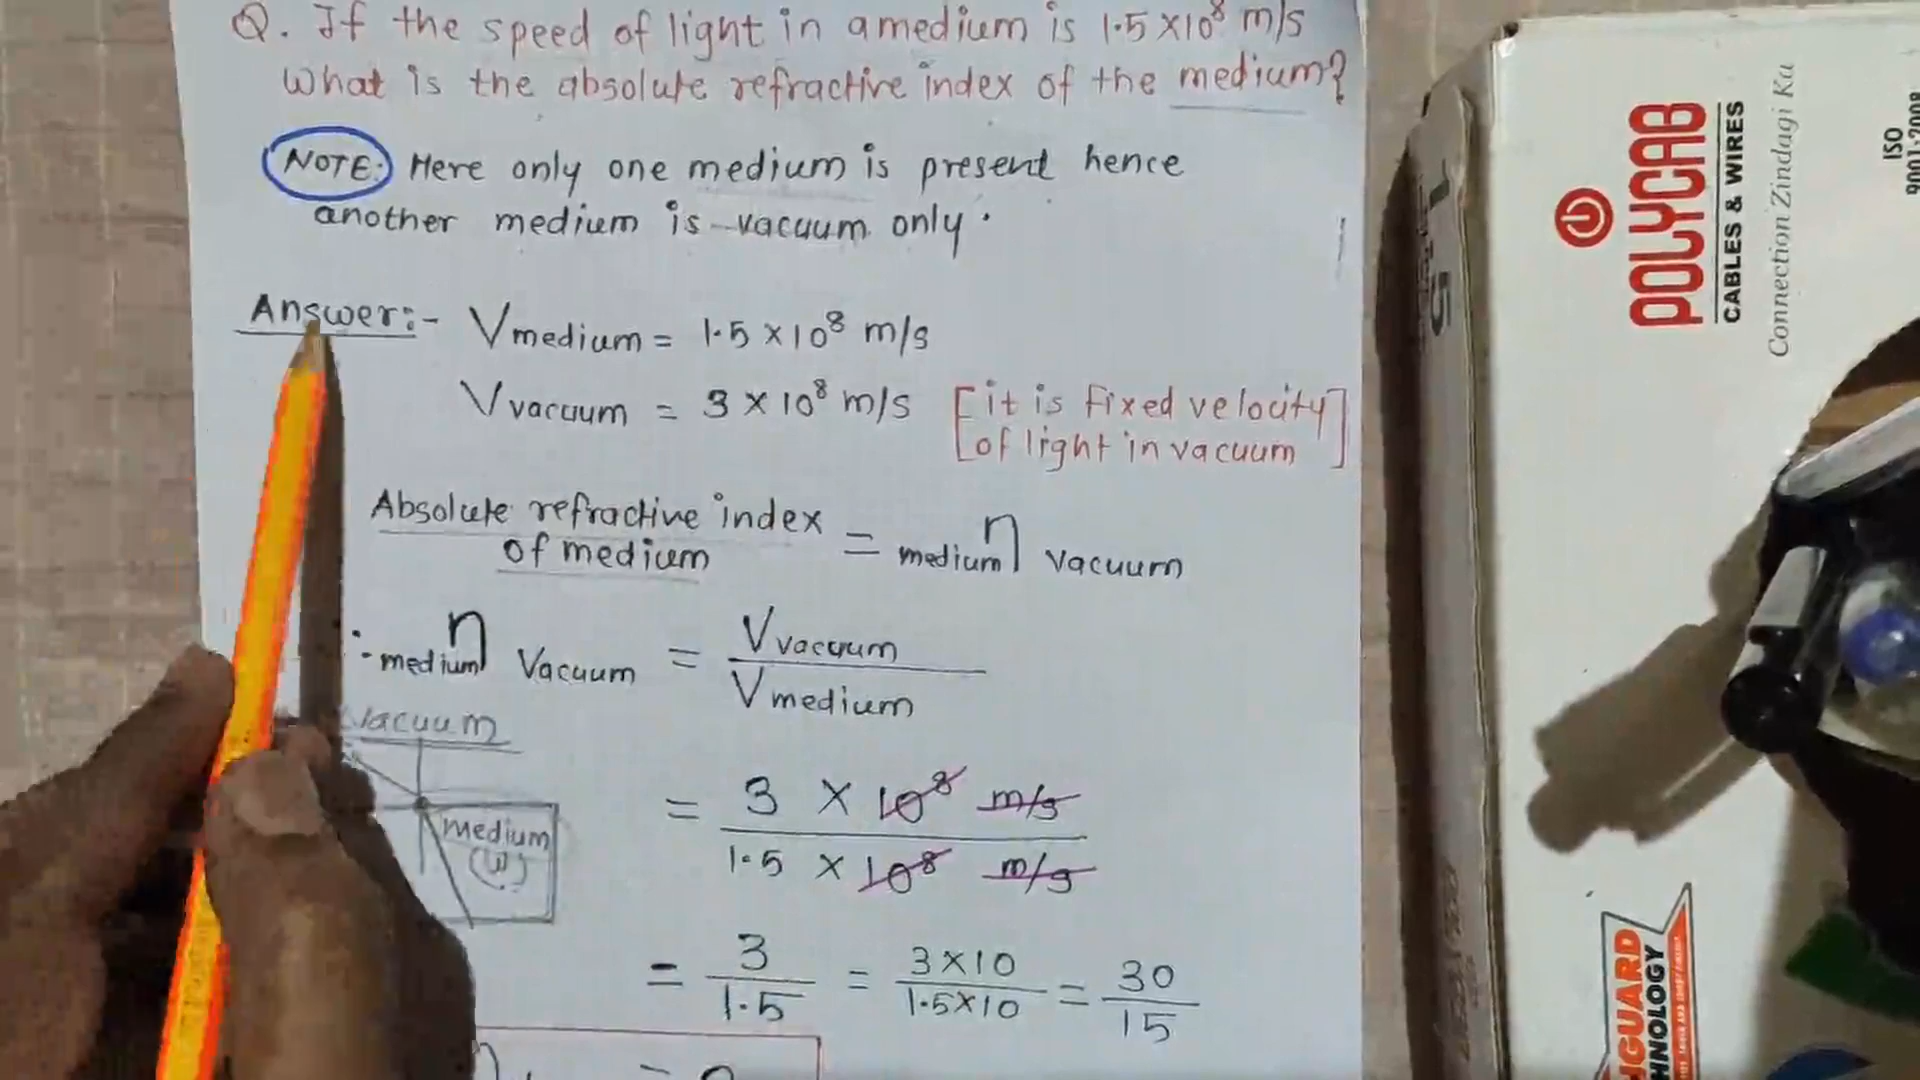 Q. If the speed of light in a medium is 1.5 × 10⁸ m/s
What is the absolute refractive index of the medium?
NOTE: Here only one medium is present hence
another medium is vacuum only.
Answer:- Vmedium = 1.5 × 10⁸ m/s
Vvacuum = 3 × 10⁸ m/s [it is fixed velocity
of light in vacuum]
Absolute refractive index
of medium = medium n vacuum
∴ medium n vacuum = Vvacuum / Vmedium
vacuum
medium
= 3 × 10⁸ m/s / 1.5 × 10⁸ m/s
= 3 / 1.5 = 3×10 / 1.5×10 = 30 / 15
POLYCAB
CABLES & WIRES
Connection Zindagi Ka
ISO
9001:2008
1.5